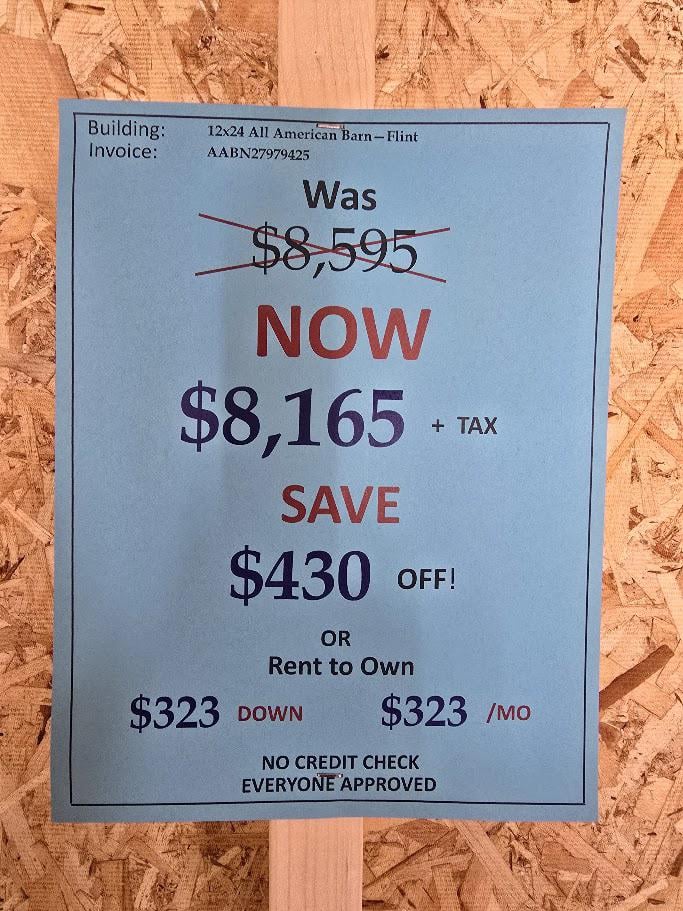 Building: 12x24 All American Barn—Flint
Invoice: AABN27979425
Was
$8,595
NOW
$8,165 + TAX
SAVE
$430 OFF!
OR
Rent to Own
$323 DOWN $323 /MO
NO CREDIT CHECK
EVERYONE APPROVED